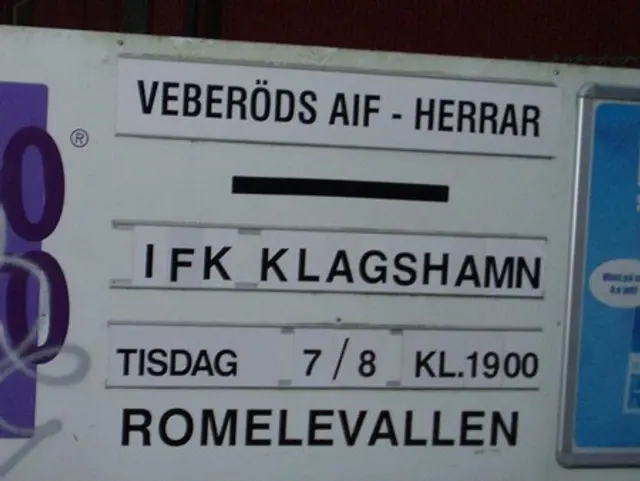 VEBERÖDS AIF - HERRAR
IFK KLAGSHAMN
TISDAG 7/8 KL.1900
ROMELEVALLEN
®